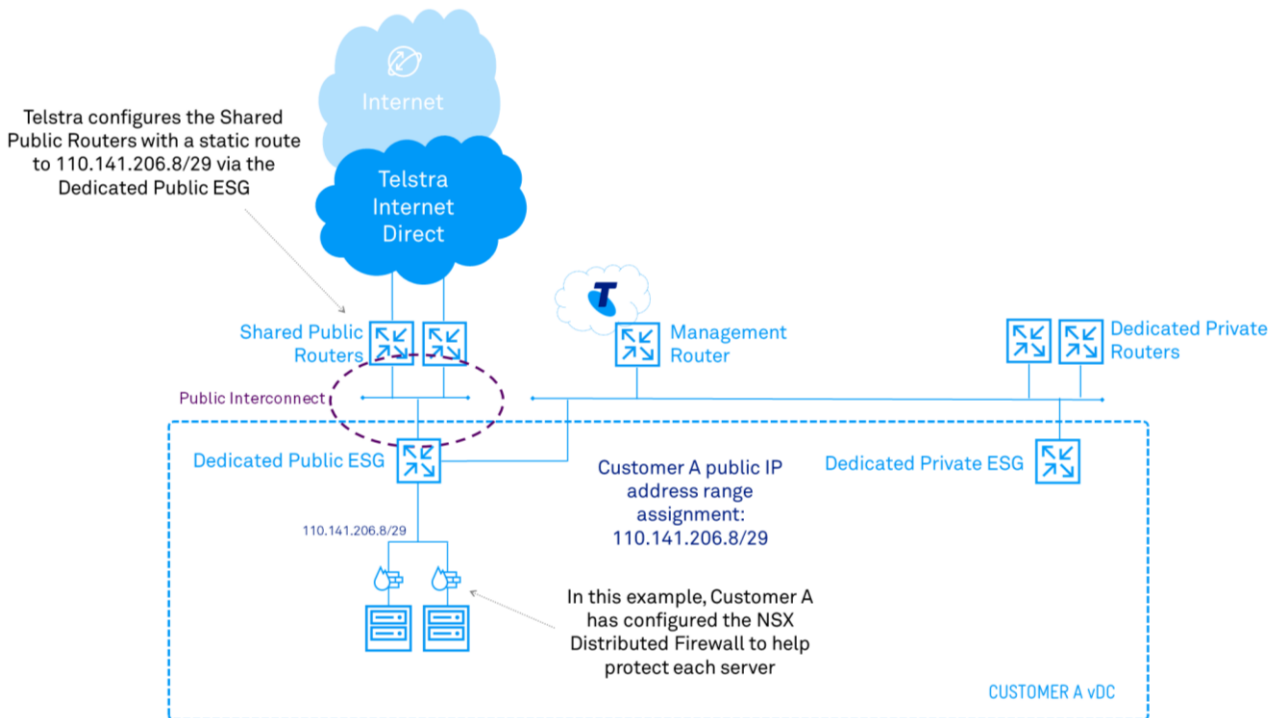 Internet
Telstra configures the Shared
Public Routers with a static route
to 110.141.206.8/29 via the
Dedicated Public ESG
Telstra
Internet
Direct
T
Shared Public
Routers
Management
Router
Dedicated Private
Routers
Public Interconnect
Dedicated Public ESG
Customer A public IP
address range
assignment:
110.141.206.8/29
Dedicated Private ESG
110.141.206.8/29
In this example, Customer A
has configured the NSX
Distributed Firewall to help
protect each server
CUSTOMER A vDC